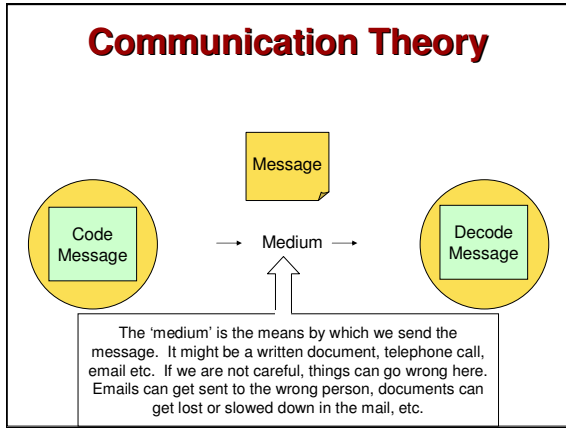 Communication Theory
Message
Code
Message
Medium
Decode
Message
The ‘medium’ is the means by which we send the
message.  It might be a written document, telephone call,
email etc.  If we are not careful, things can go wrong here.
Emails can get sent to the wrong person, documents can
get lost or slowed down in the mail, etc.